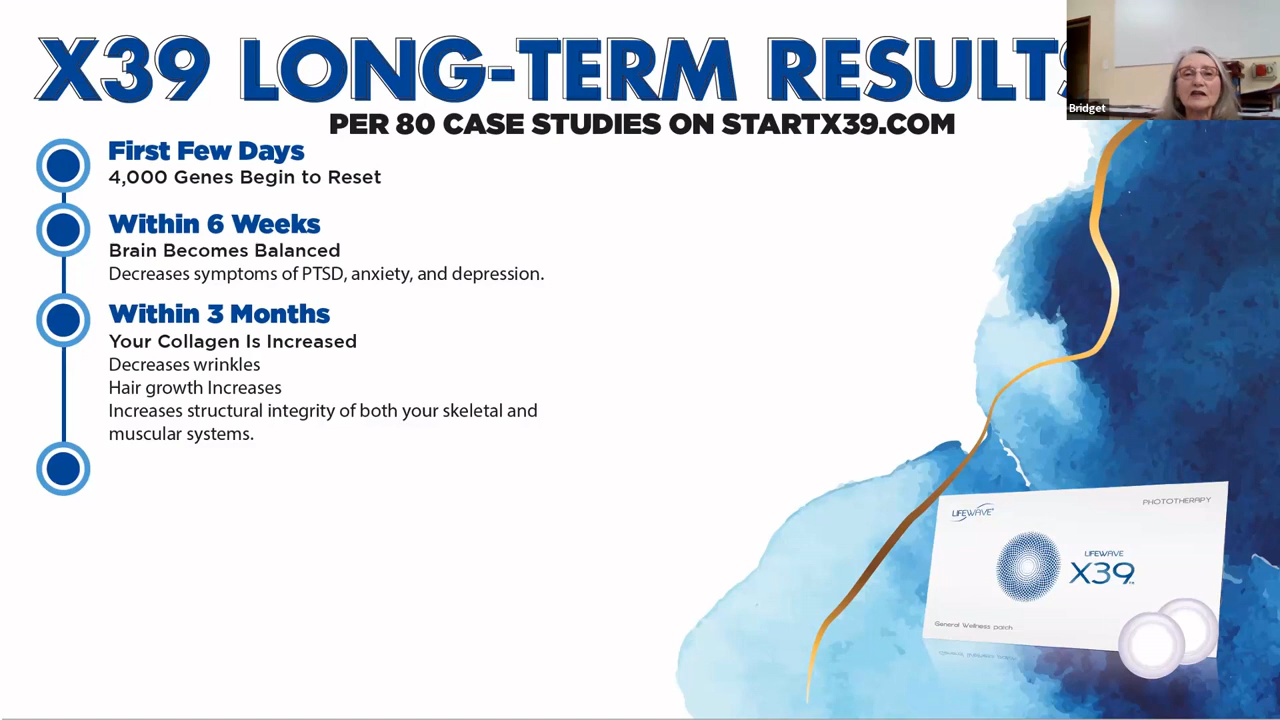 X39 LONG-TERM RESULTS
PER 80 CASE STUDIES ON STARTX39.COM
Bridget
First Few Days
4,000 Genes Begin to Reset
Within 6 Weeks
Brain Becomes Balanced
Decreases symptoms of PTSD, anxiety, and depression.
Within 3 Months
Your Collagen Is Increased
Decreases wrinkles
Hair growth Increases
Increases structural integrity of both your skeletal and
muscular systems.
LIFEWAVE
PHOTOTHERAPY
LIFEWAVE
X39
General Wellness patch